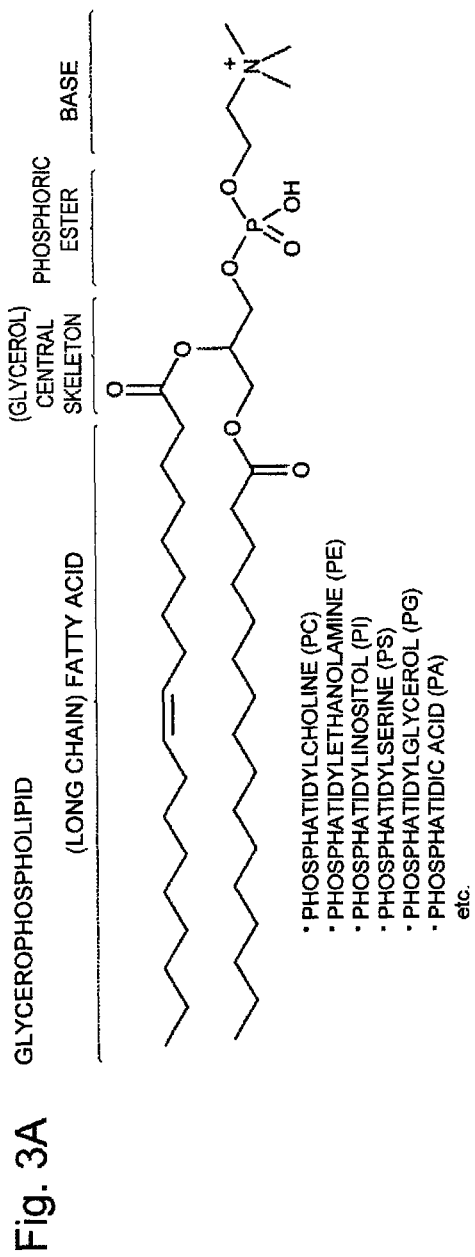 Fig. 3A
GLYCEROPHOSPHOLIPID
(LONG CHAIN) FATTY ACID
(GLYCEROL)
CENTRAL
SKELETON
PHOSPHORIC
ESTER
BASE
O
O
O
O
O
P
O
OH
O
N
+
· PHOSPHATIDYLCHOLINE (PC)
· PHOSPHATIDYLETHANOLAMINE (PE)
· PHOSPHATIDYLINOSITOL (PI)
· PHOSPHATIDYLSERINE (PS)
· PHOSPHATIDYLGLYCEROL (PG)
· PHOSPHATIDIC ACID (PA)
etc.